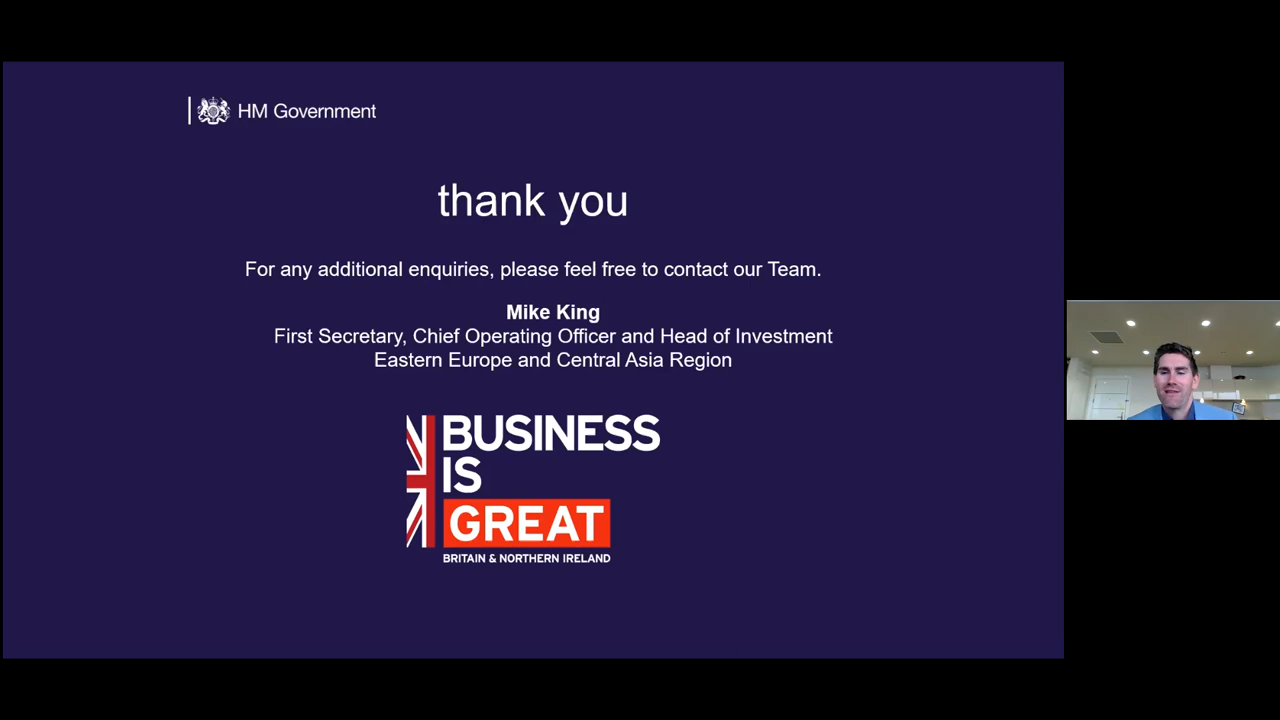 HM Government
thank you
For any additional enquiries, please feel free to contact our Team.
Mike King
First Secretary, Chief Operating Officer and Head of Investment
Eastern Europe and Central Asia Region
BUSINESS
IS
GREAT
BRITAIN & NORTHERN IRELAND